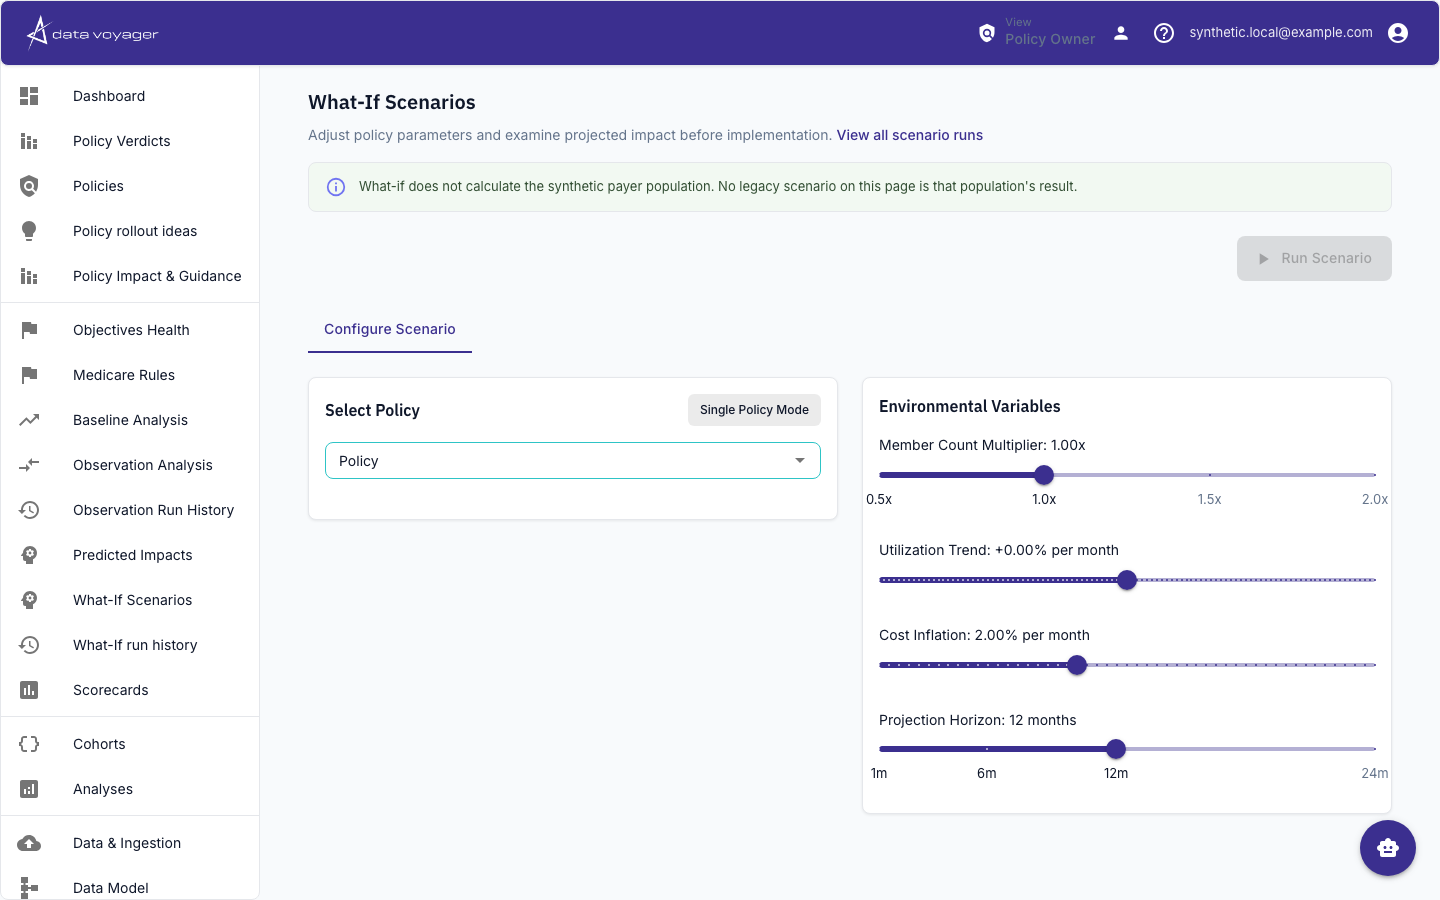 data voyager
View
Policy Owner
synthetic.local@example.com
Dashboard
Policy Verdicts
Policies
Policy rollout ideas
Policy Impact & Guidance
Objectives Health
Medicare Rules
Baseline Analysis
Observation Analysis
Observation Run History
Predicted Impacts
What-If Scenarios
What-If run history
Scorecards
Cohorts
Analyses
Data & Ingestion
Data Model
What-If Scenarios
Adjust policy parameters and examine projected impact before implementation. View all scenario runs
What-if does not calculate the synthetic payer population. No legacy scenario on this page is that population's result.
Run Scenario
Configure Scenario
Select Policy
Single Policy Mode
Policy
Environmental Variables
Member Count Multiplier: 1.00x
0.5x 1.0x 1.5x 2.0x
Utilization Trend: +0.00% per month
Cost Inflation: 2.00% per month
Projection Horizon: 12 months
1m 6m 12m 24m